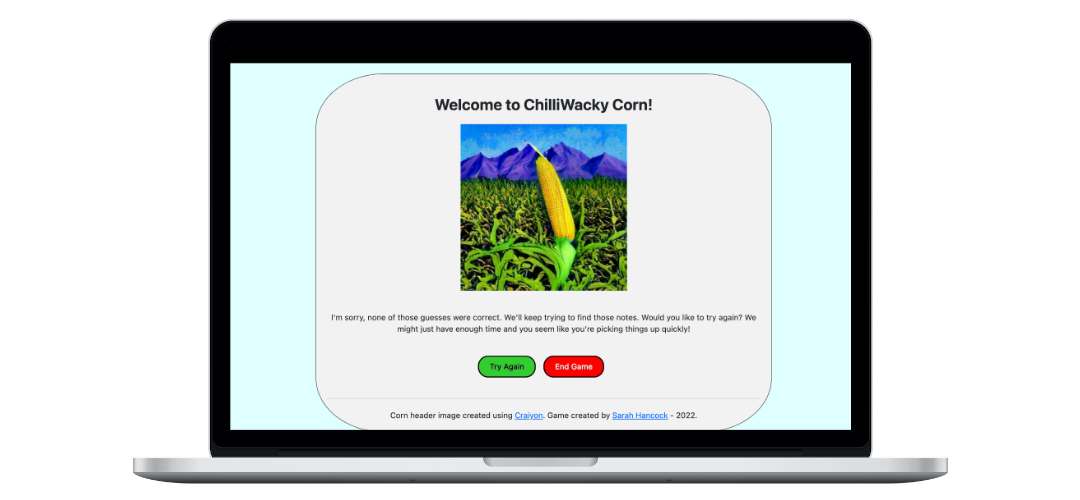 Welcome to ChilliWacky Corn!
I'm sorry, none of those guesses were correct. We'll keep trying to find those notes. Would you like to try again? We
might just have enough time and you seem like you're picking things up quickly!
Try Again End Game
Corn header image created using Craiyon. Game created by Sarah Hancock - 2022.